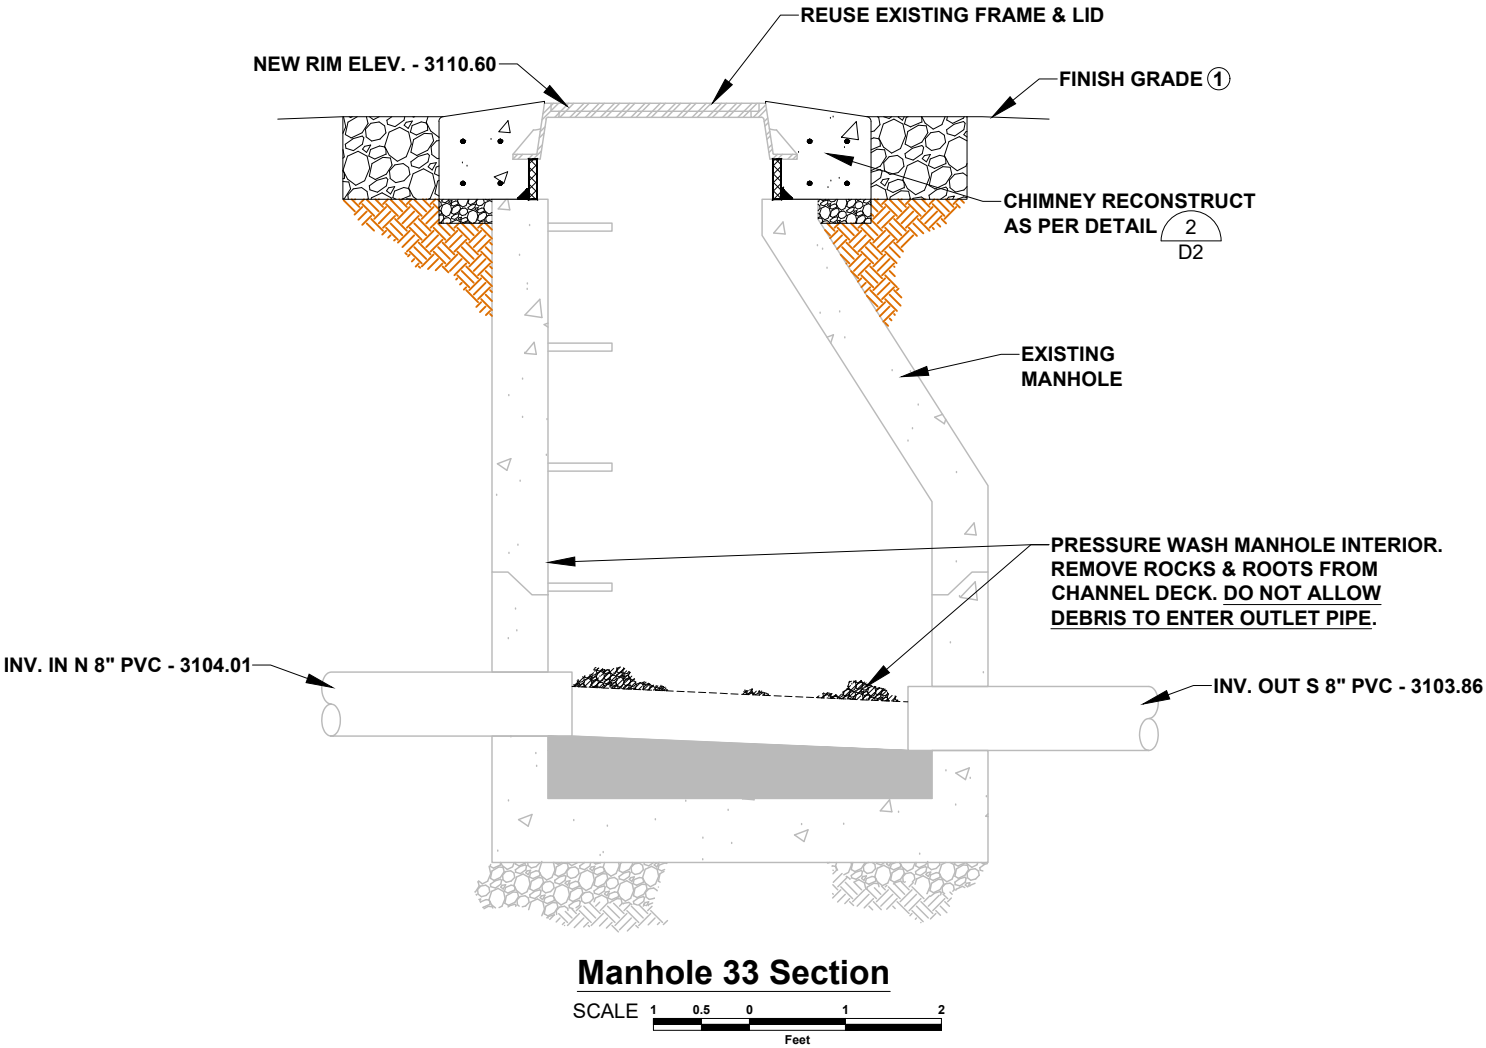 REUSE EXISTING FRAME & LID
NEW RIM ELEV. - 3110.60
FINISH GRADE 1
CHIMNEY RECONSTRUCT
AS PER DETAIL 2
D2
EXISTING
MANHOLE
PRESSURE WASH MANHOLE INTERIOR.
REMOVE ROCKS & ROOTS FROM
CHANNEL DECK. DO NOT ALLOW
DEBRIS TO ENTER OUTLET PIPE.
INV. IN N 8" PVC - 3104.01
INV. OUT S 8" PVC - 3103.86
Manhole 33 Section
SCALE 1 0.5 0 1 2
Feet